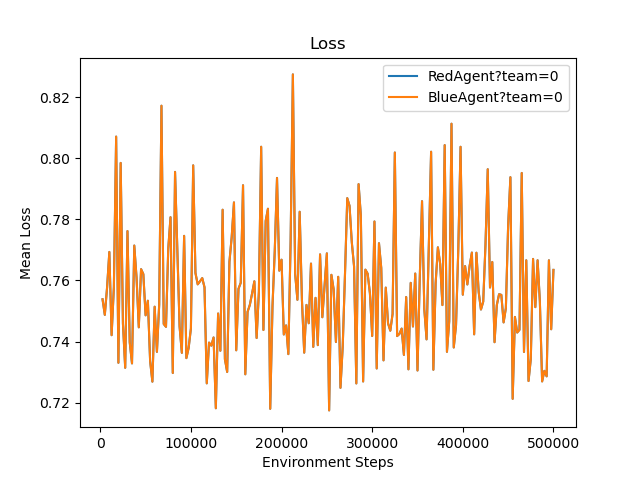 Loss
RedAgent?team=0
BlueAgent?team=0
Mean Loss
0.82
0.80
0.78
0.76
0.74
0.72
0 100000 200000 300000 400000 500000
Environment Steps